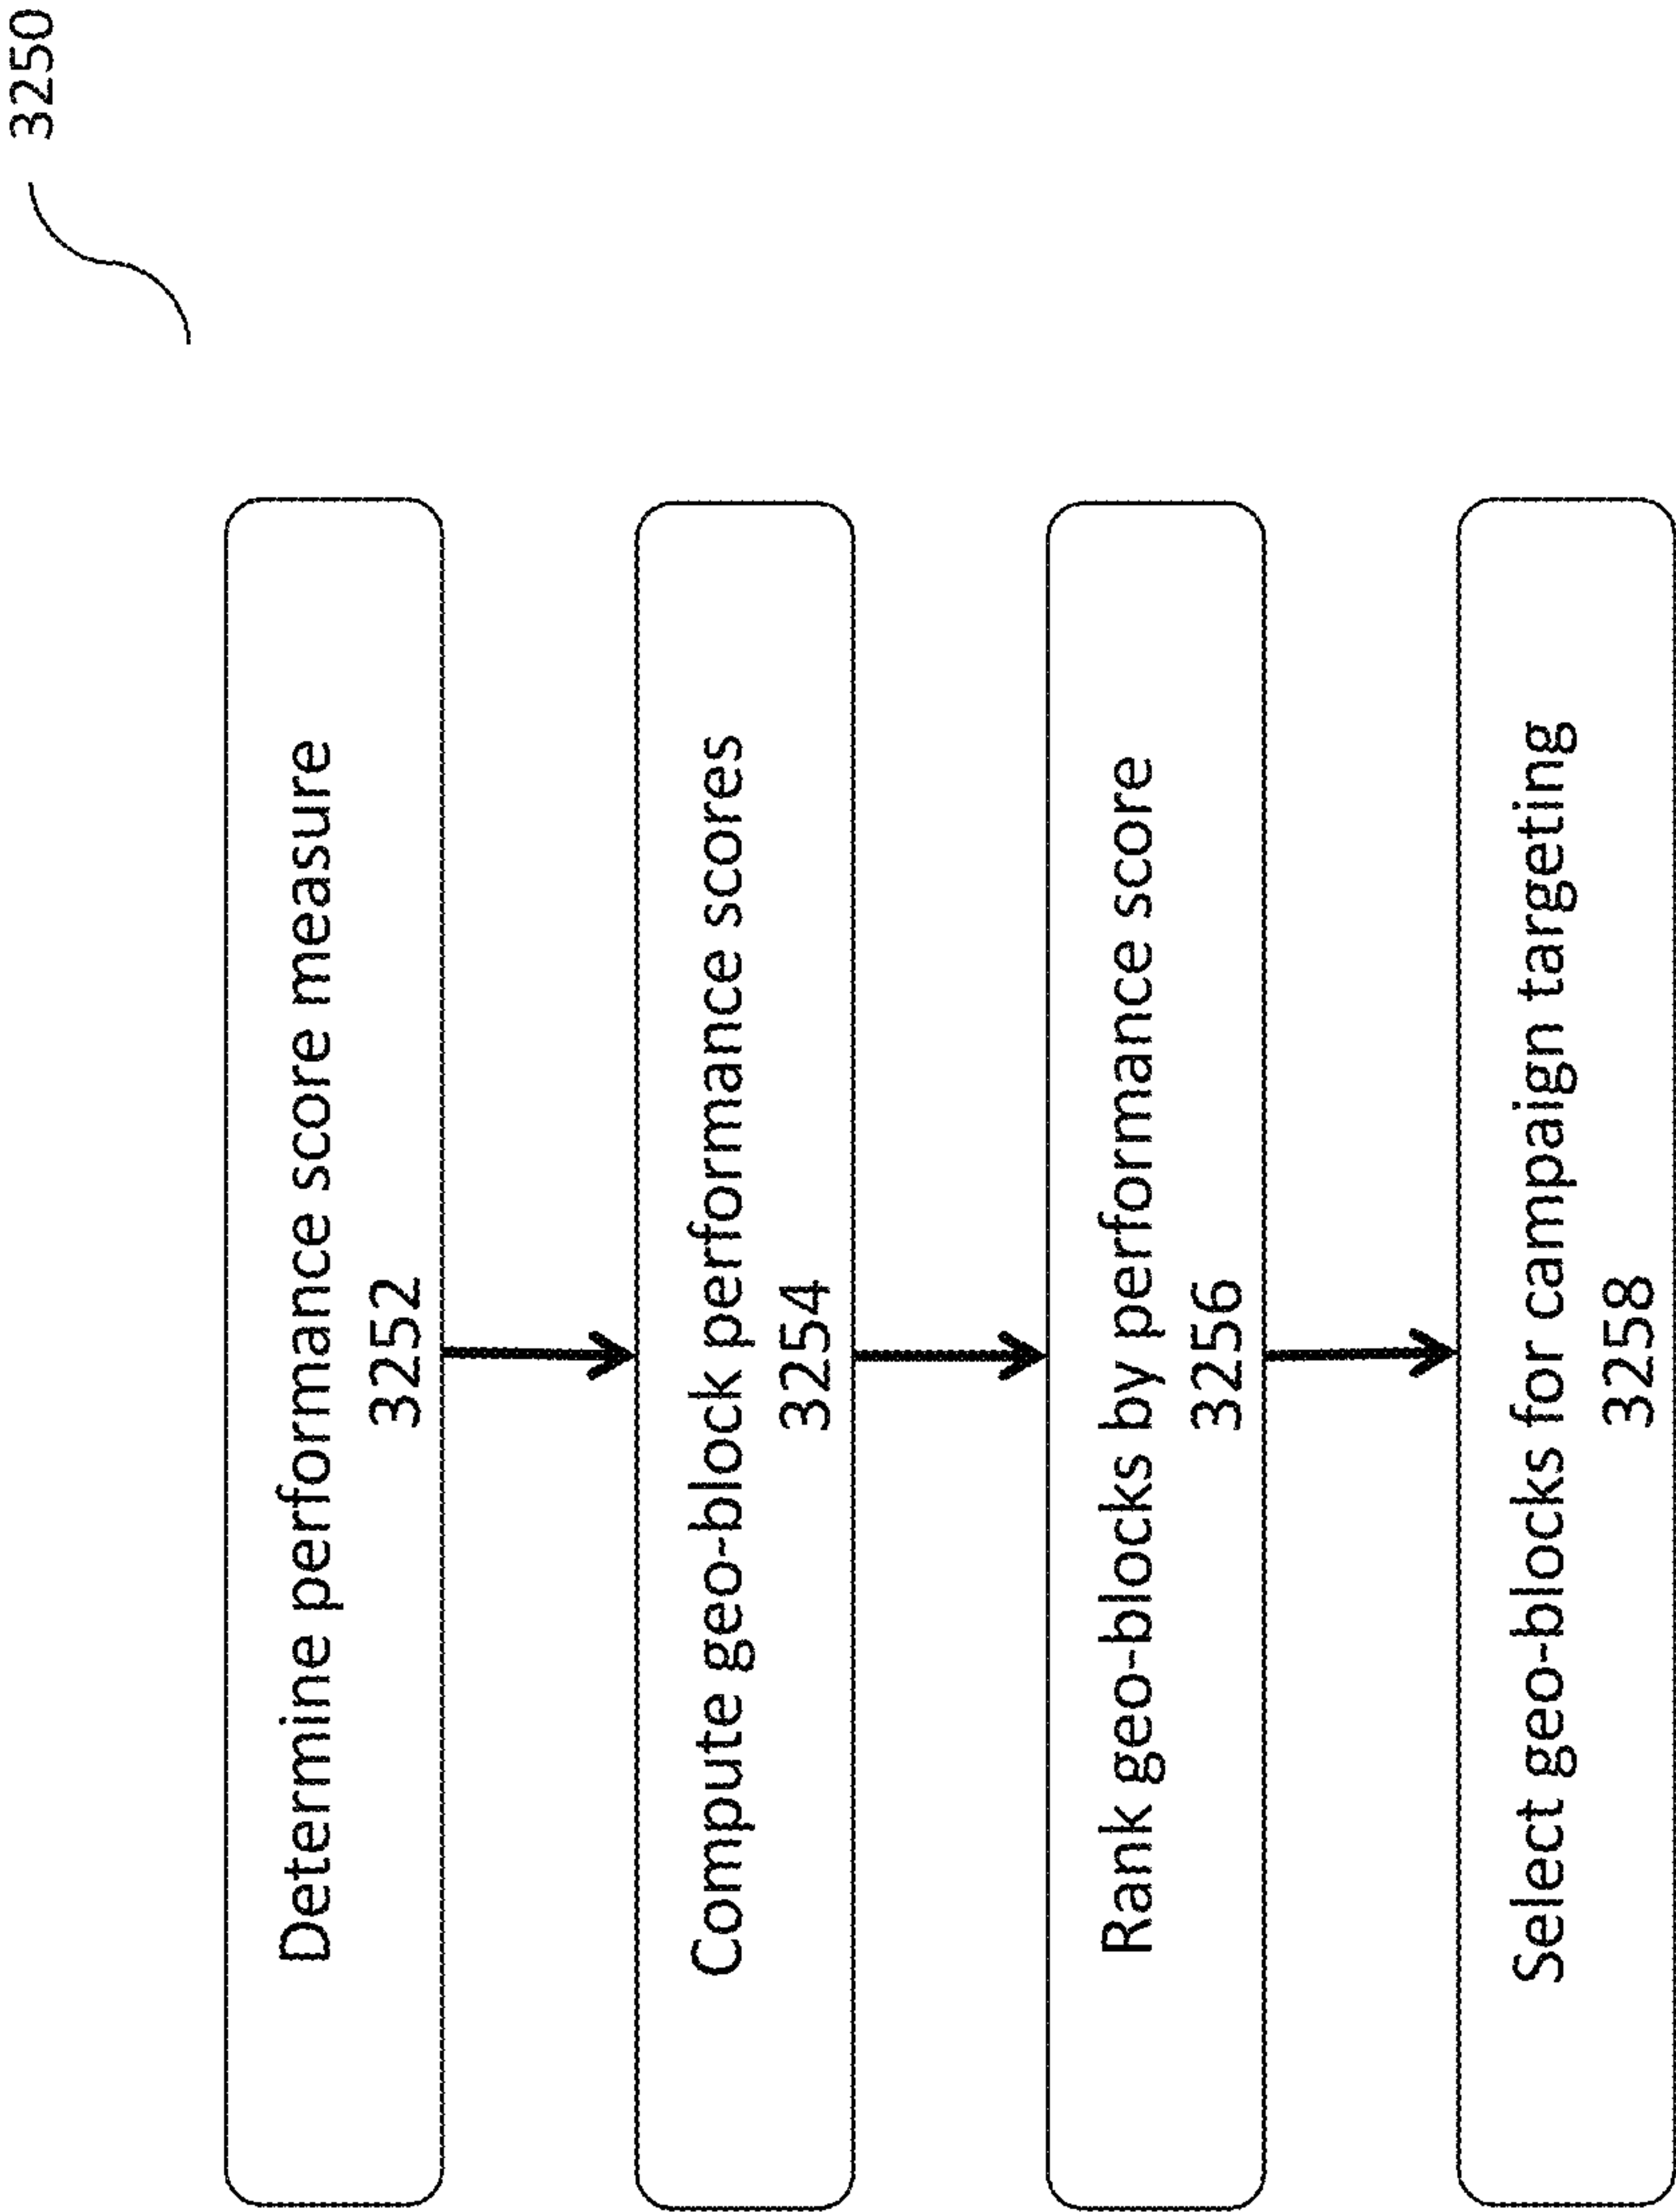 3250
Determine performance score measure
3252
Compute geo-block performance scores
3254
Rank geo-blocks by performance score
3256
Select geo-blocks for campaign targeting
3258